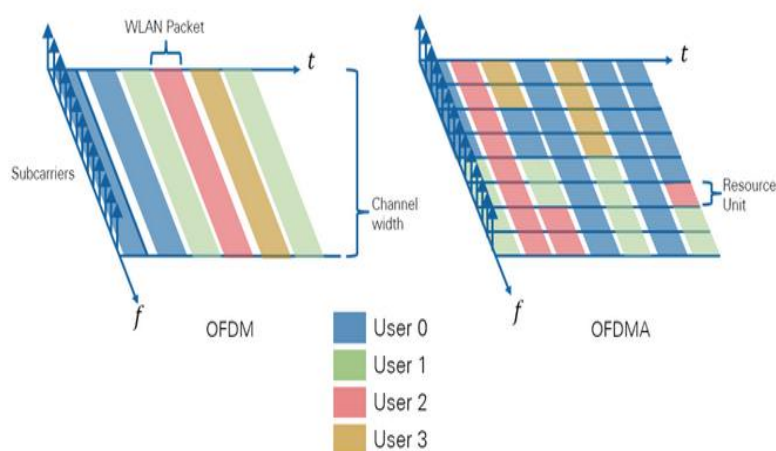 WLAN Packet
t
Subcarriers
Channel
width
f
OFDM
t
Resource
Unit
f
OFDMA
User 0
User 1
User 2
User 3